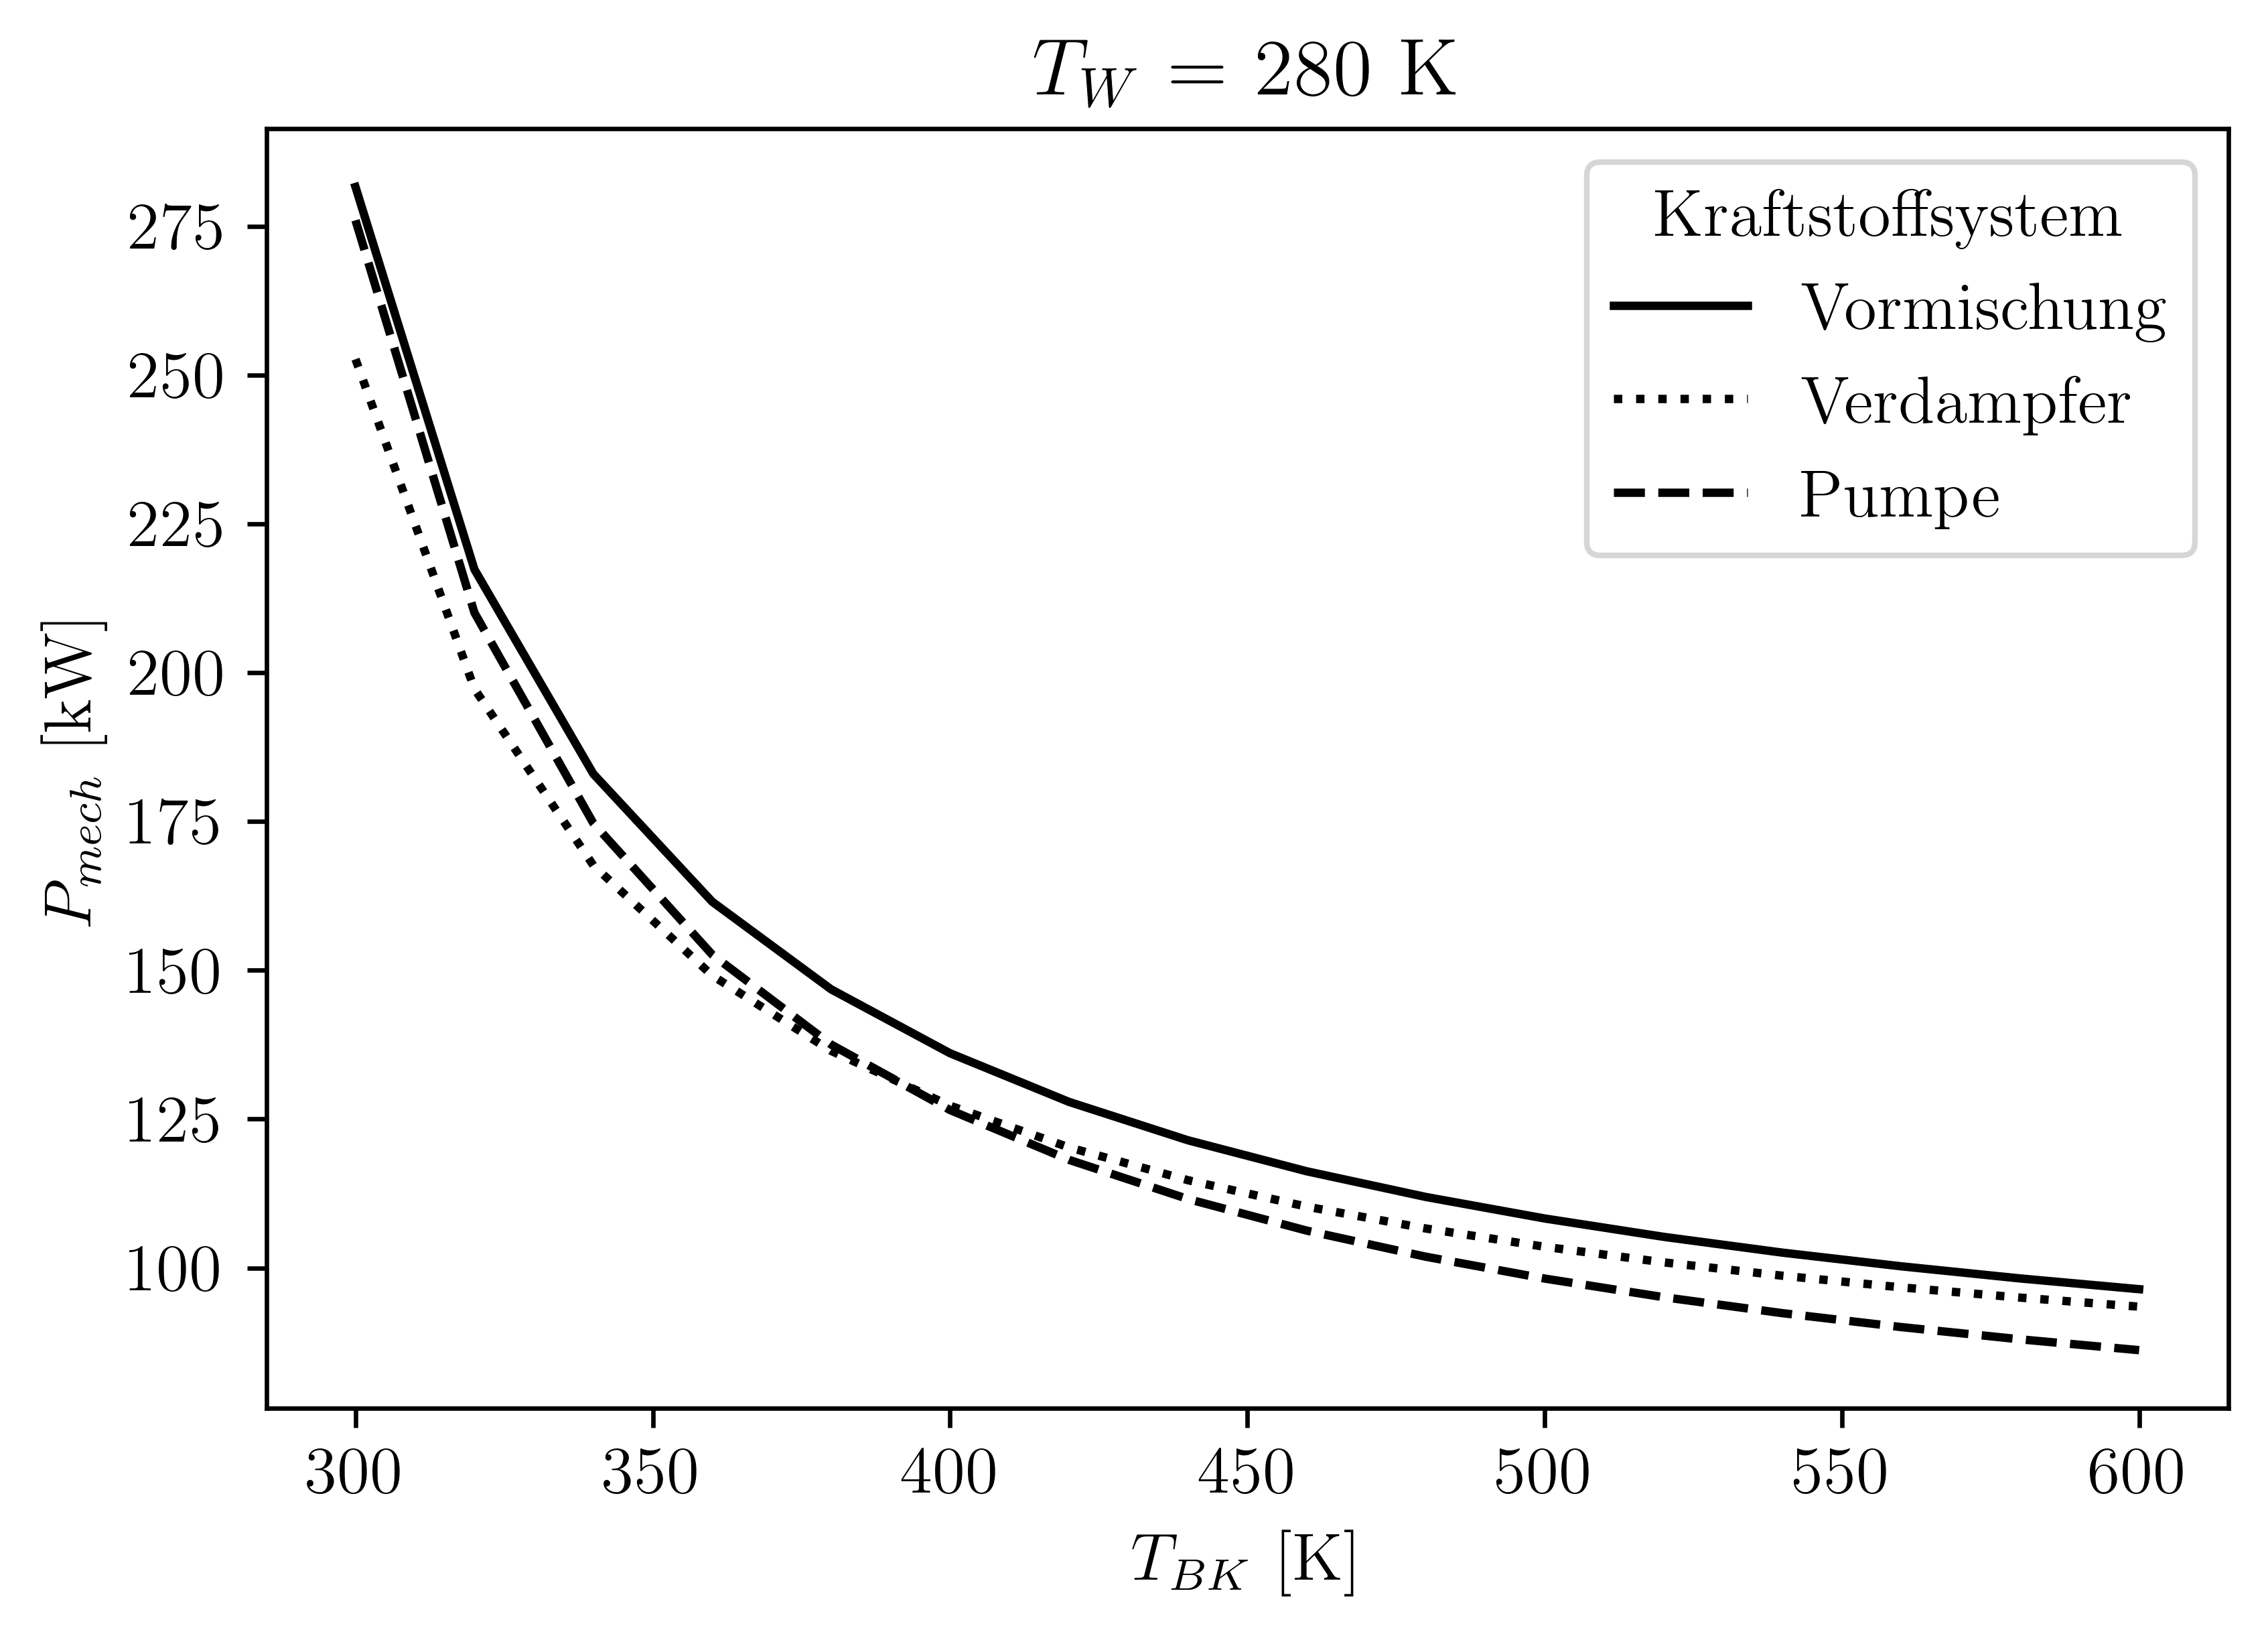 T_W = 280 K
Kraftstoffsystem
Vormischung
Verdampfer
Pumpe
P_mech [kW]
275
250
225
200
175
150
125
100
300 350 400 450 500 550 600
T_BK [K]